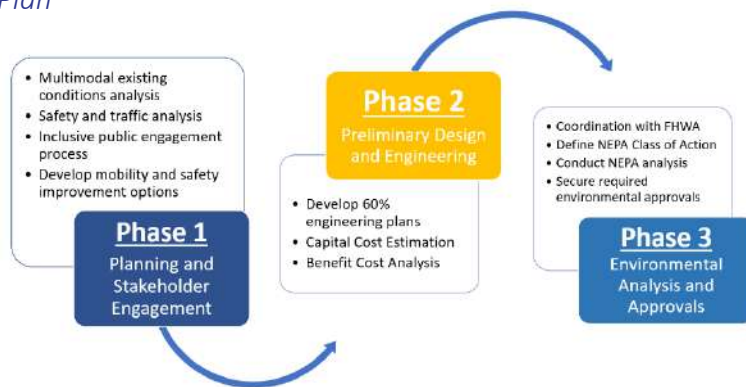 Plan
• Multimodal existing
conditions analysis
• Safety and traffic analysis
• Inclusive public engagement
process
• Develop mobility and safety
improvement options
Phase 1
Planning and
Stakeholder
Engagement
Phase 2
Preliminary Design
and Engineering
• Develop 60%
engineering plans
• Capital Cost Estimation
• Benefit Cost Analysis
• Coordination with FHWA
• Define NEPA Class of Action
• Conduct NEPA analysis
• Secure required
environmental approvals
Phase 3
Environmental
Analysis and
Approvals